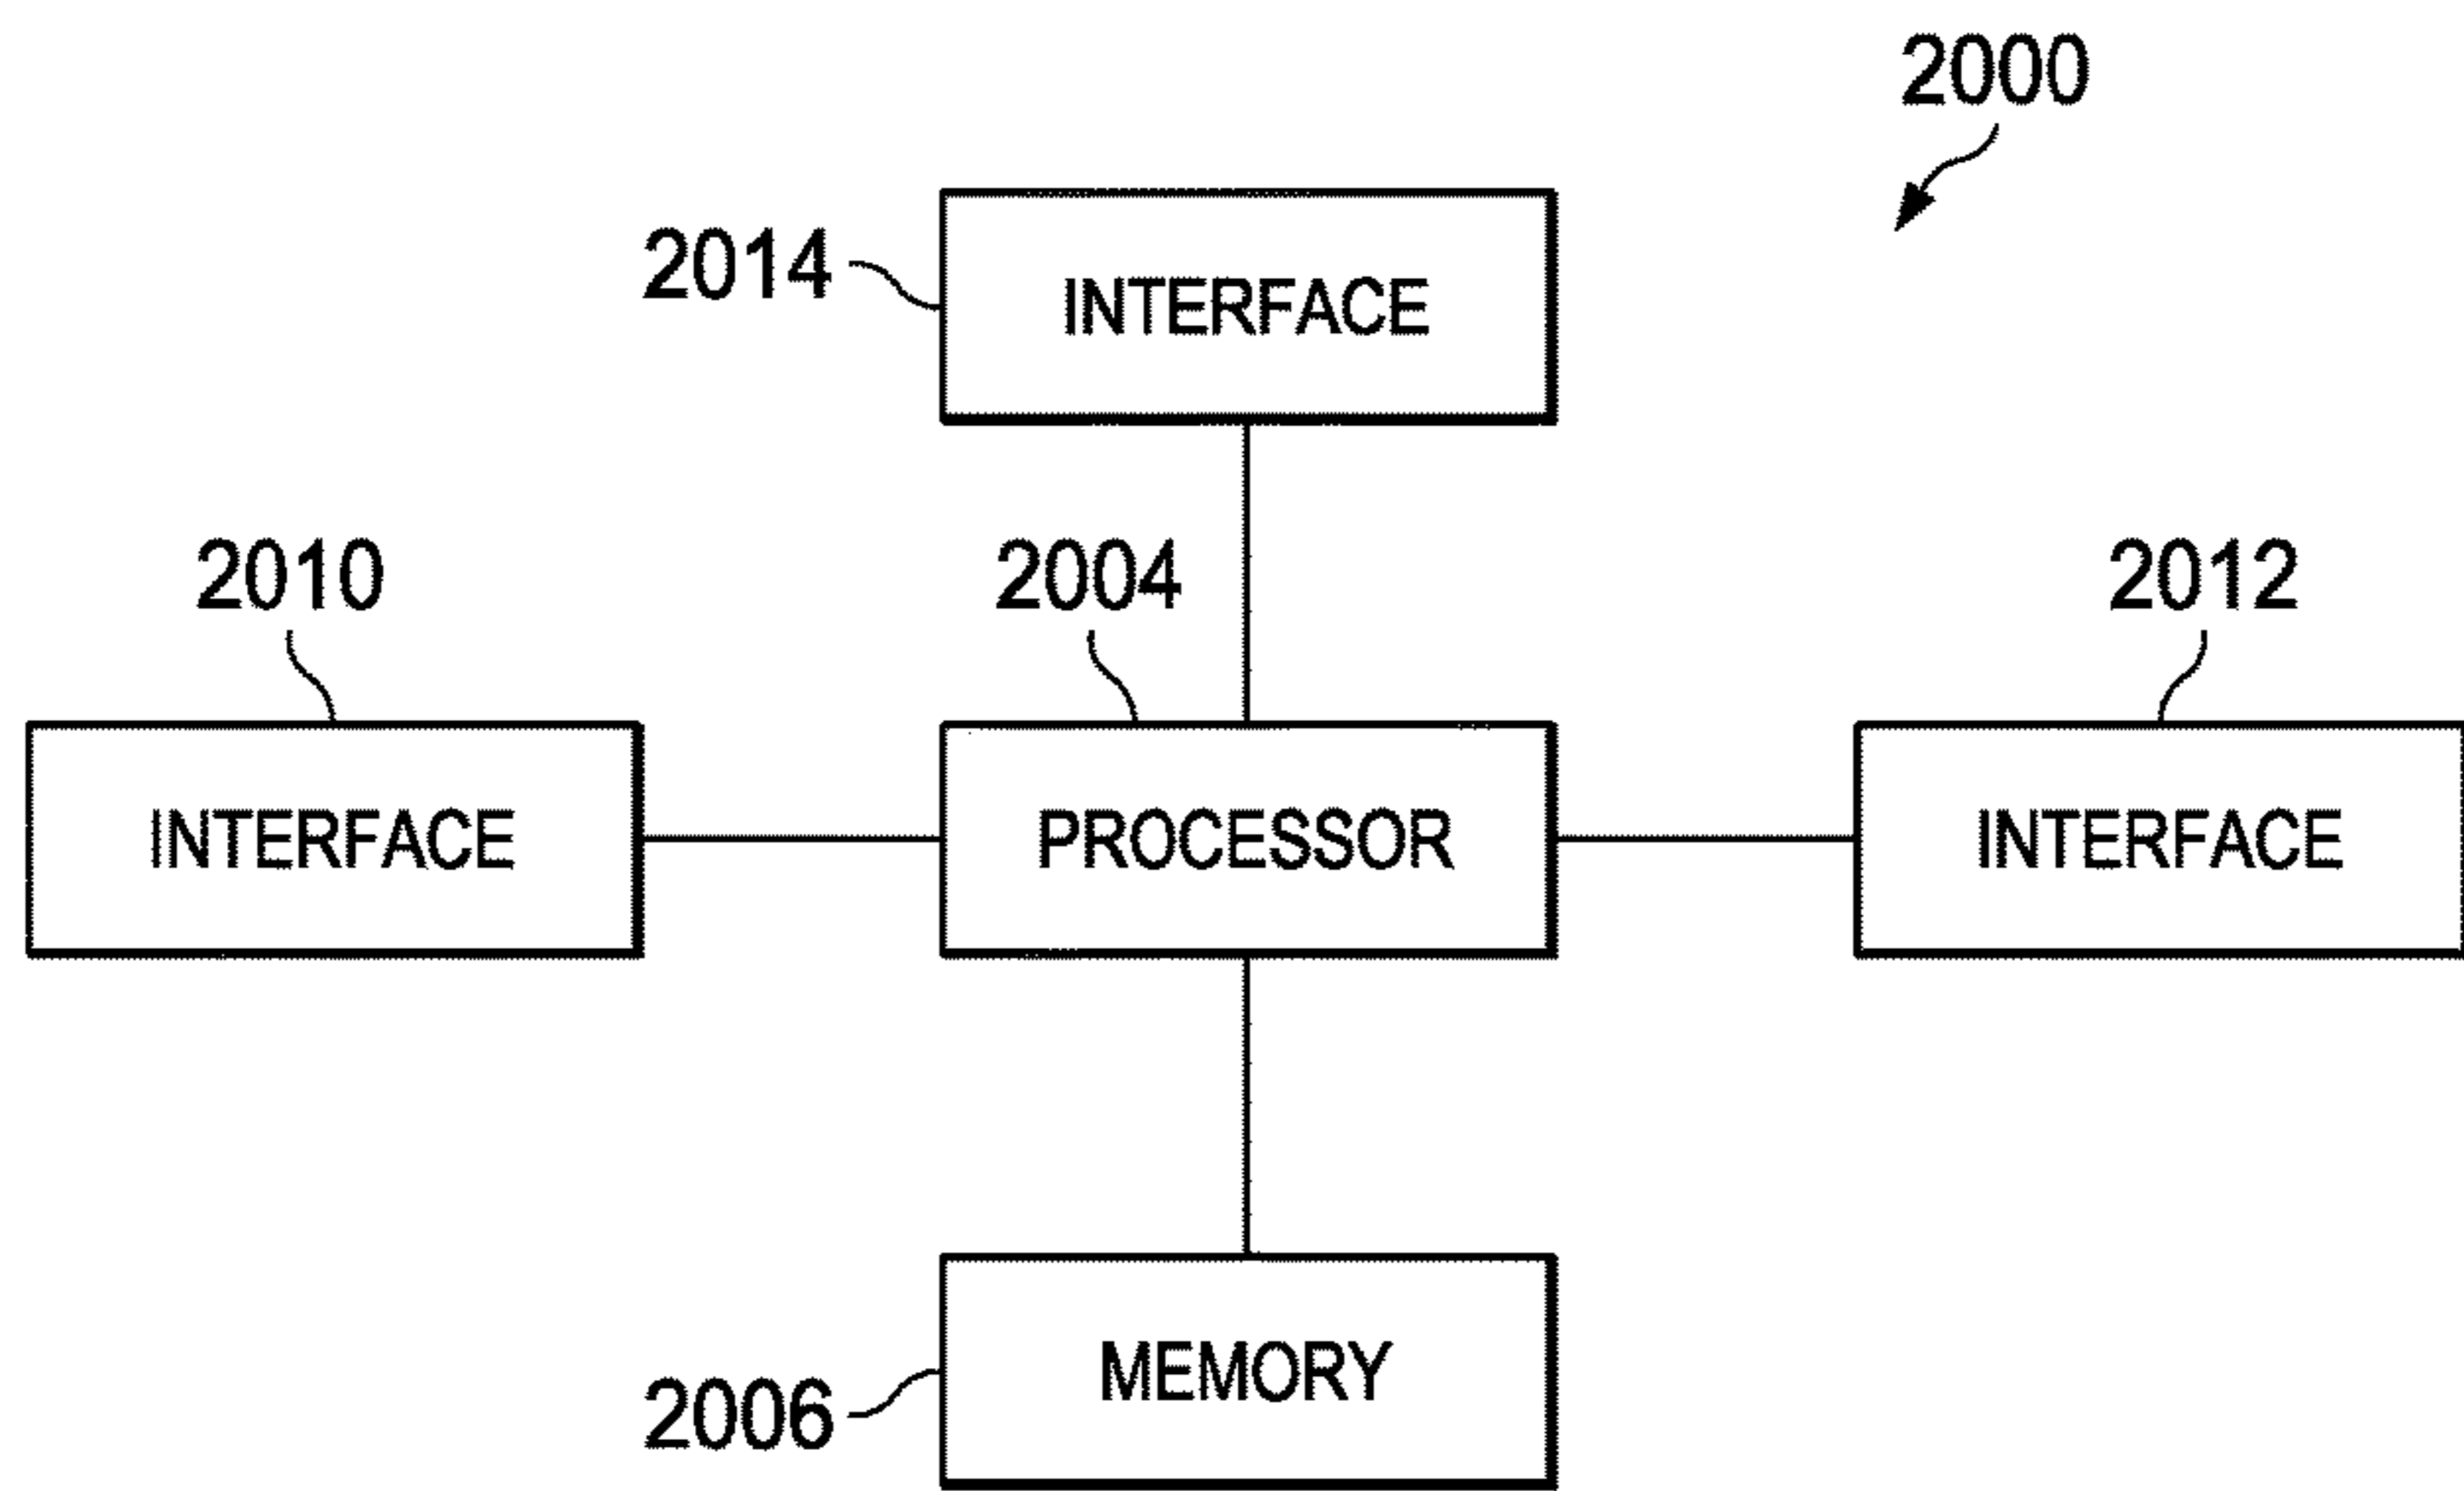 2000
2014
INTERFACE
2010
2004
2012
INTERFACE
PROCESSOR
INTERFACE
MEMORY
2006